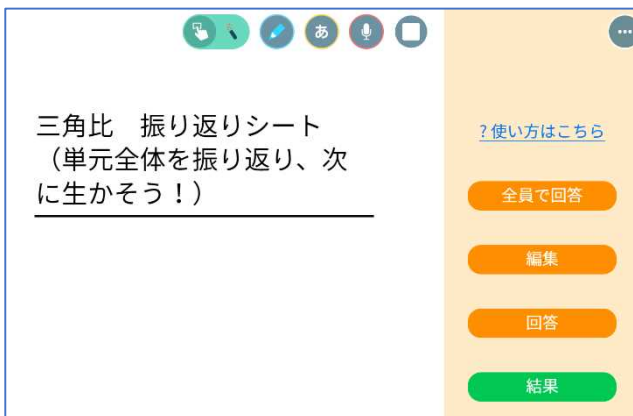 あ
三角比　振り返りシート
（単元全体を振り返り、次
に生かそう！）
?使い方はこちら
全員で回答
編集
回答
結果